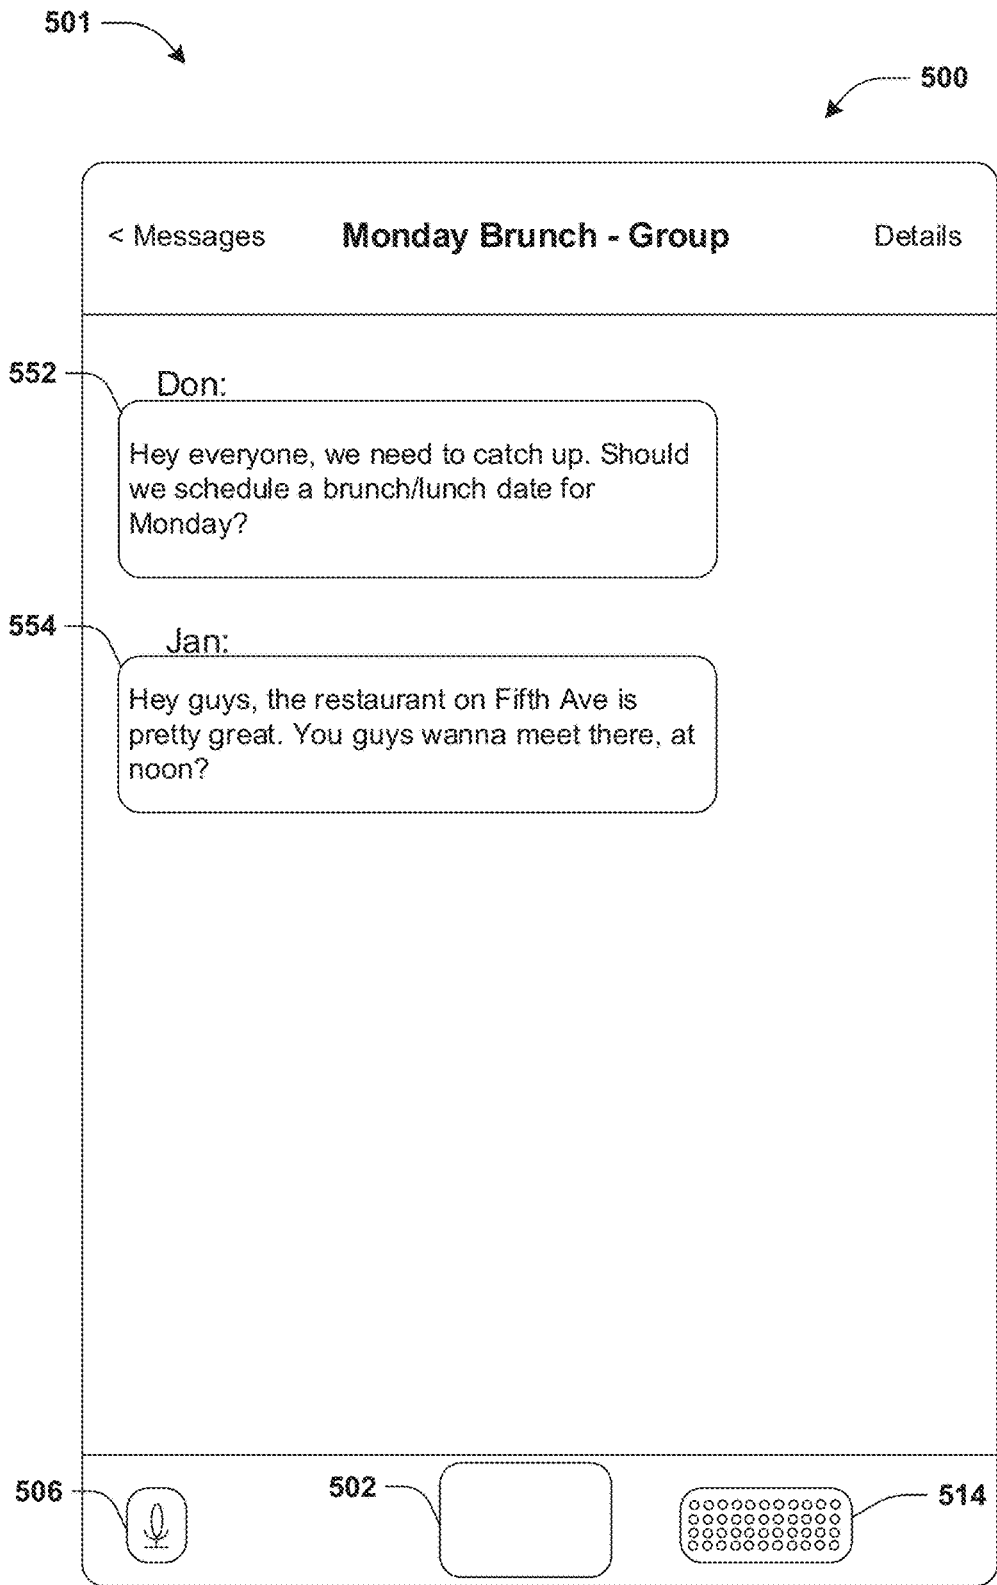 501
500
< Messages Monday Brunch - Group Details
552
Don:
Hey everyone, we need to catch up. Should
we schedule a brunch/lunch date for
Monday?
554
Jan:
Hey guys, the restaurant on Fifth Ave is
pretty great. You guys wanna meet there, at
noon?
506 502 514